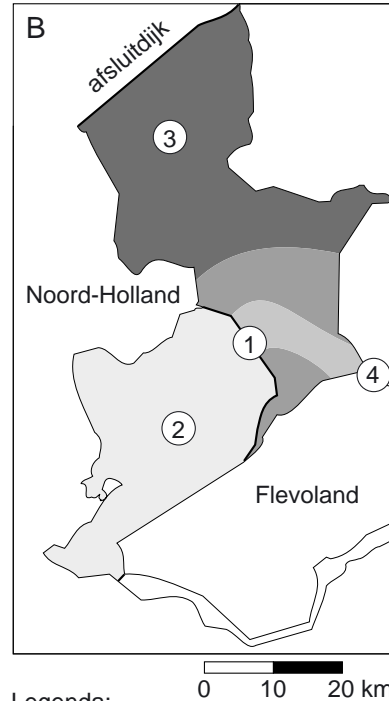 B
afsluitdijk
3
Noord-Holland
1
4
2
Flevoland
0 10 20 km
Legenda: